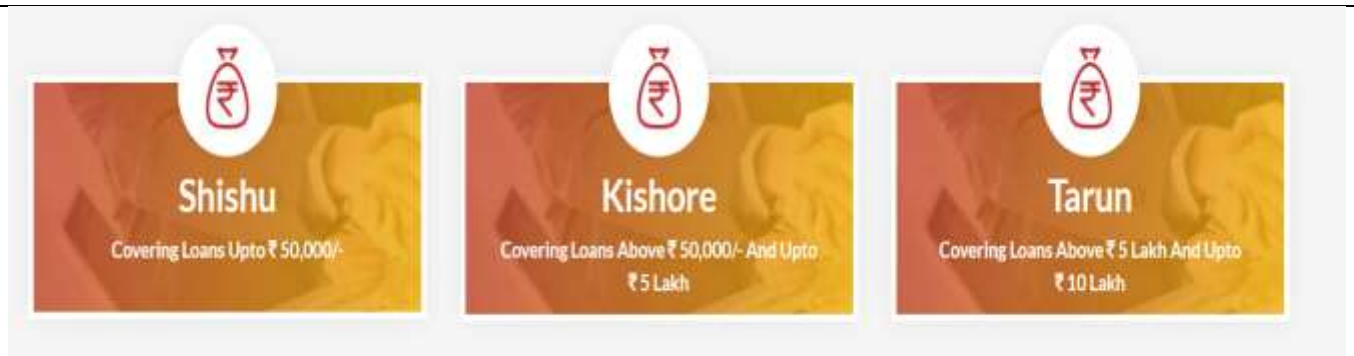 Shishu
Covering Loans Upto ₹ 50,000/-
Kishore
Covering Loans Above ₹ 50,000/- And Upto
₹ 5 Lakh
Tarun
Covering Loans Above ₹ 5 Lakh And Upto
₹ 10 Lakh